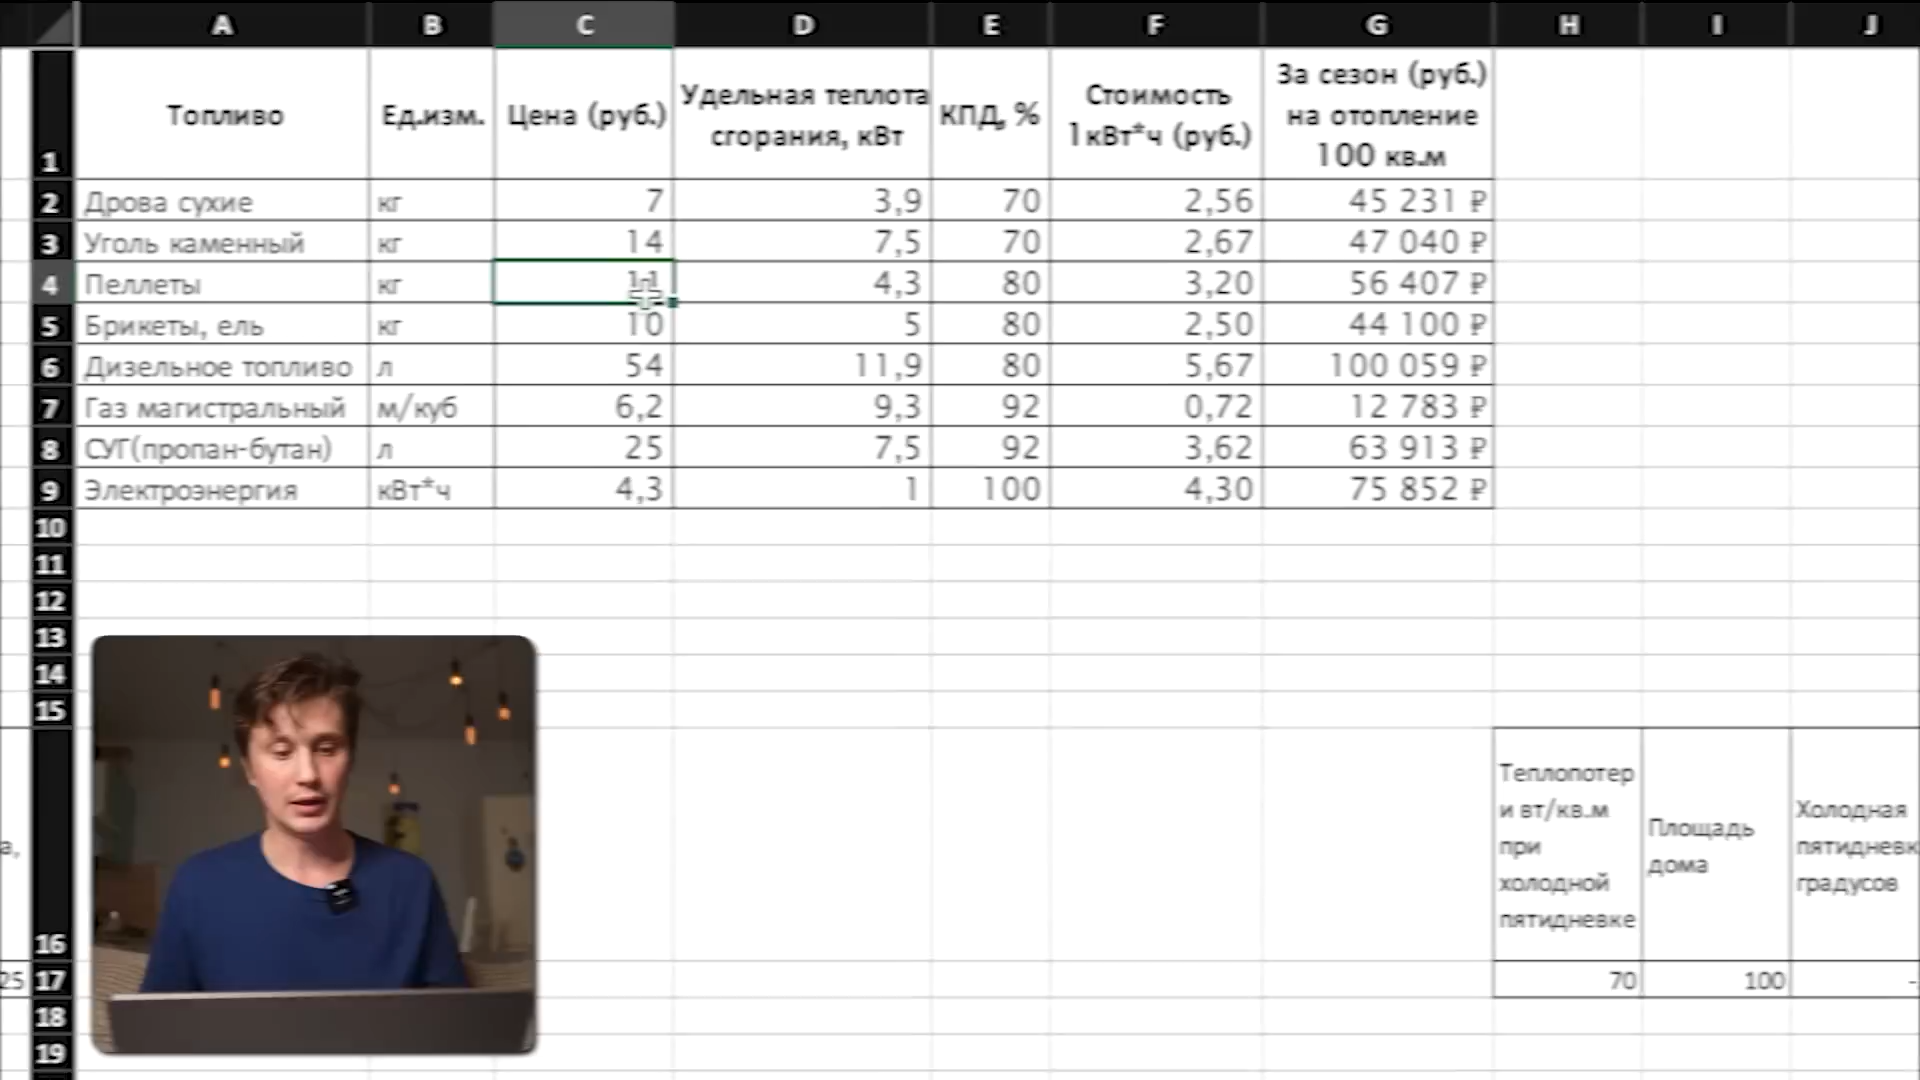 A B C D E F G H I J
1 Топливо Ед.изм. Цена (руб.) Удельная теплота сгорания, кВт КПД, % Стоимость 1кВт*ч (руб.) За сезон (руб.) на отопление 100 кв.м
2 Дрова сухие кг 7 3,9 70 2,56 45 231 ₽
3 Уголь каменный кг 14 7,5 70 2,67 47 040 ₽
4 Пеллеты кг 11 4,3 80 3,20 56 407 ₽
5 Брикеты, ель кг 10 5 80 2,50 44 100 ₽
6 Дизельное топливо л 54 11,9 80 5,67 100 059 ₽
7 Газ магистральный м/куб 6,2 9,3 92 0,72 12 783 ₽
8 СУГ(пропан-бутан) л 25 7,5 92 3,62 63 913 ₽
9 Электроэнергия кВт*ч 4,3 1 100 4,30 75 852 ₽
10
11
12
13
14
15
16 а, Теплопотер и вт/кв.м при холодной пятидневке Площадь дома Холодная пятидневк градусов
25 17 70 100 -
18
19